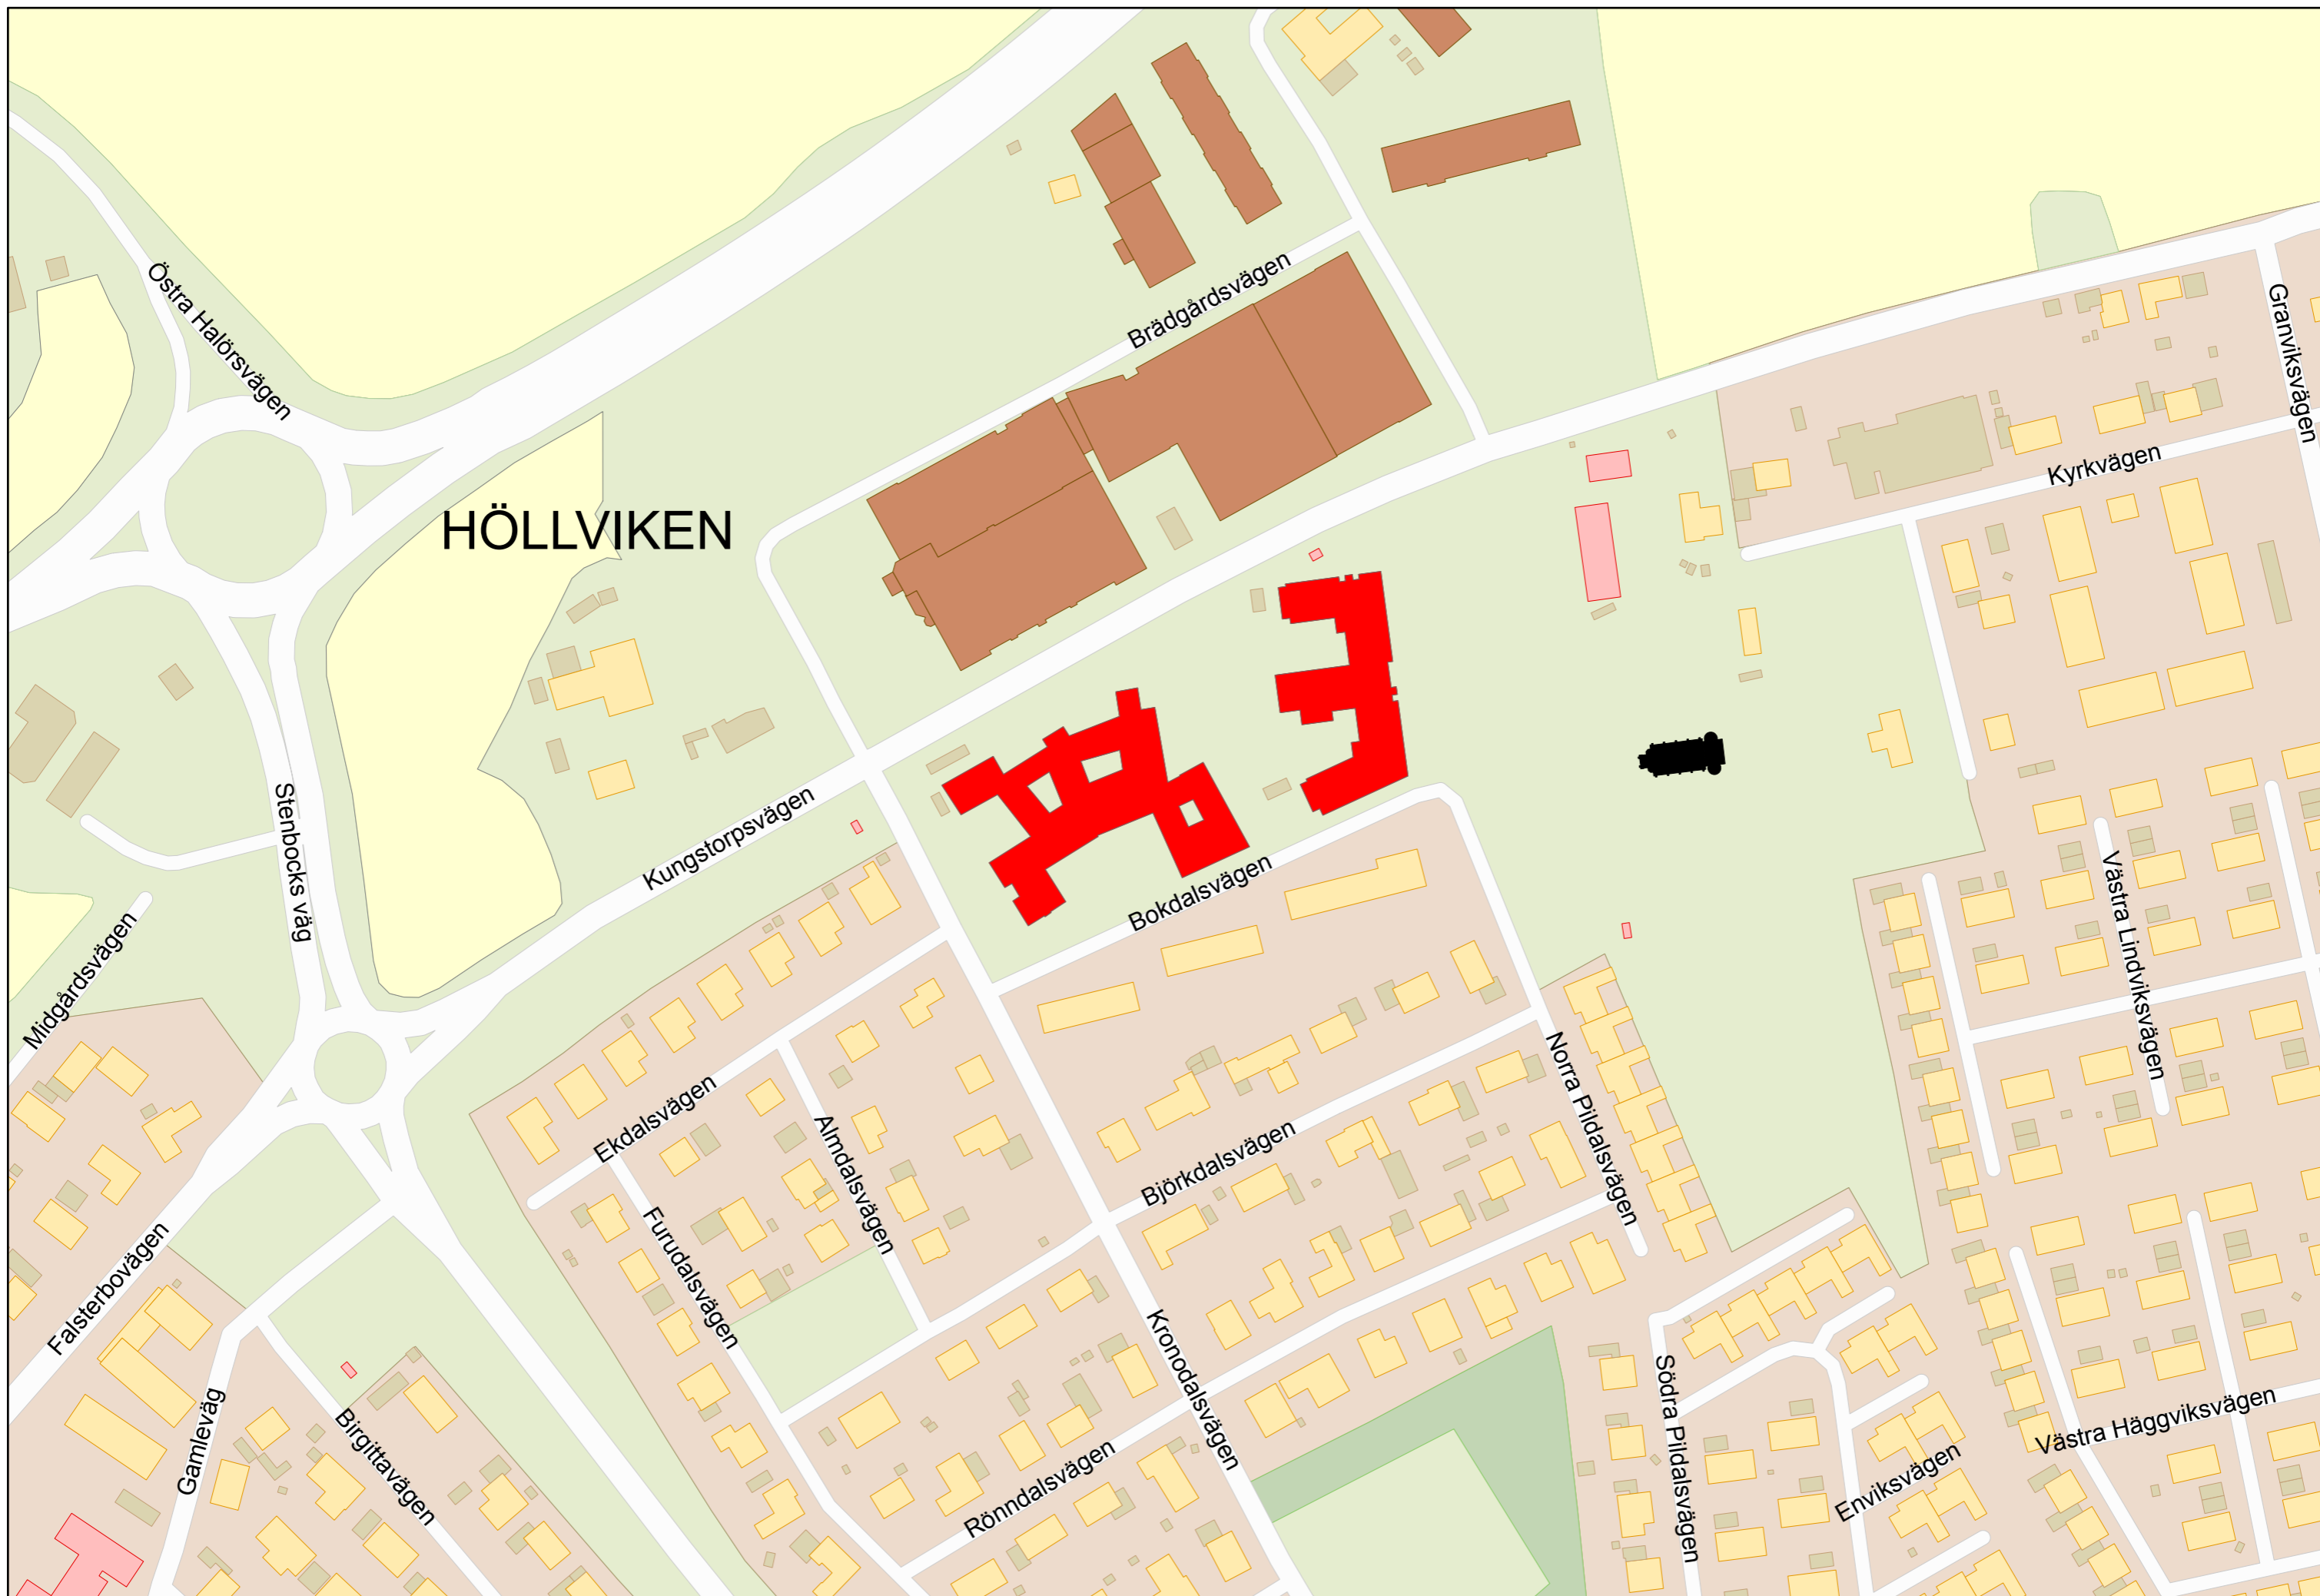 Östra Halörsvägen
Brädgårdsvägen
Granviksvägen
Kyrkvägen
HÖLLVIKEN
Stenbocks väg
Kungstorpsvägen
Bokdalsvägen
Västra Lindviksvägen
Midgårdsvägen
Norra Pildalsvägen
Ekdalsvägen
Almdalsvägen
Björkdalsvägen
Furudalsvägen
Falsterbovägen
Kronodalsvägen
Södra Pildalsvägen
Gamleväg
Birgittavägen
Rönndalsvägen
Västra Häggviksvägen
Enviksvägen